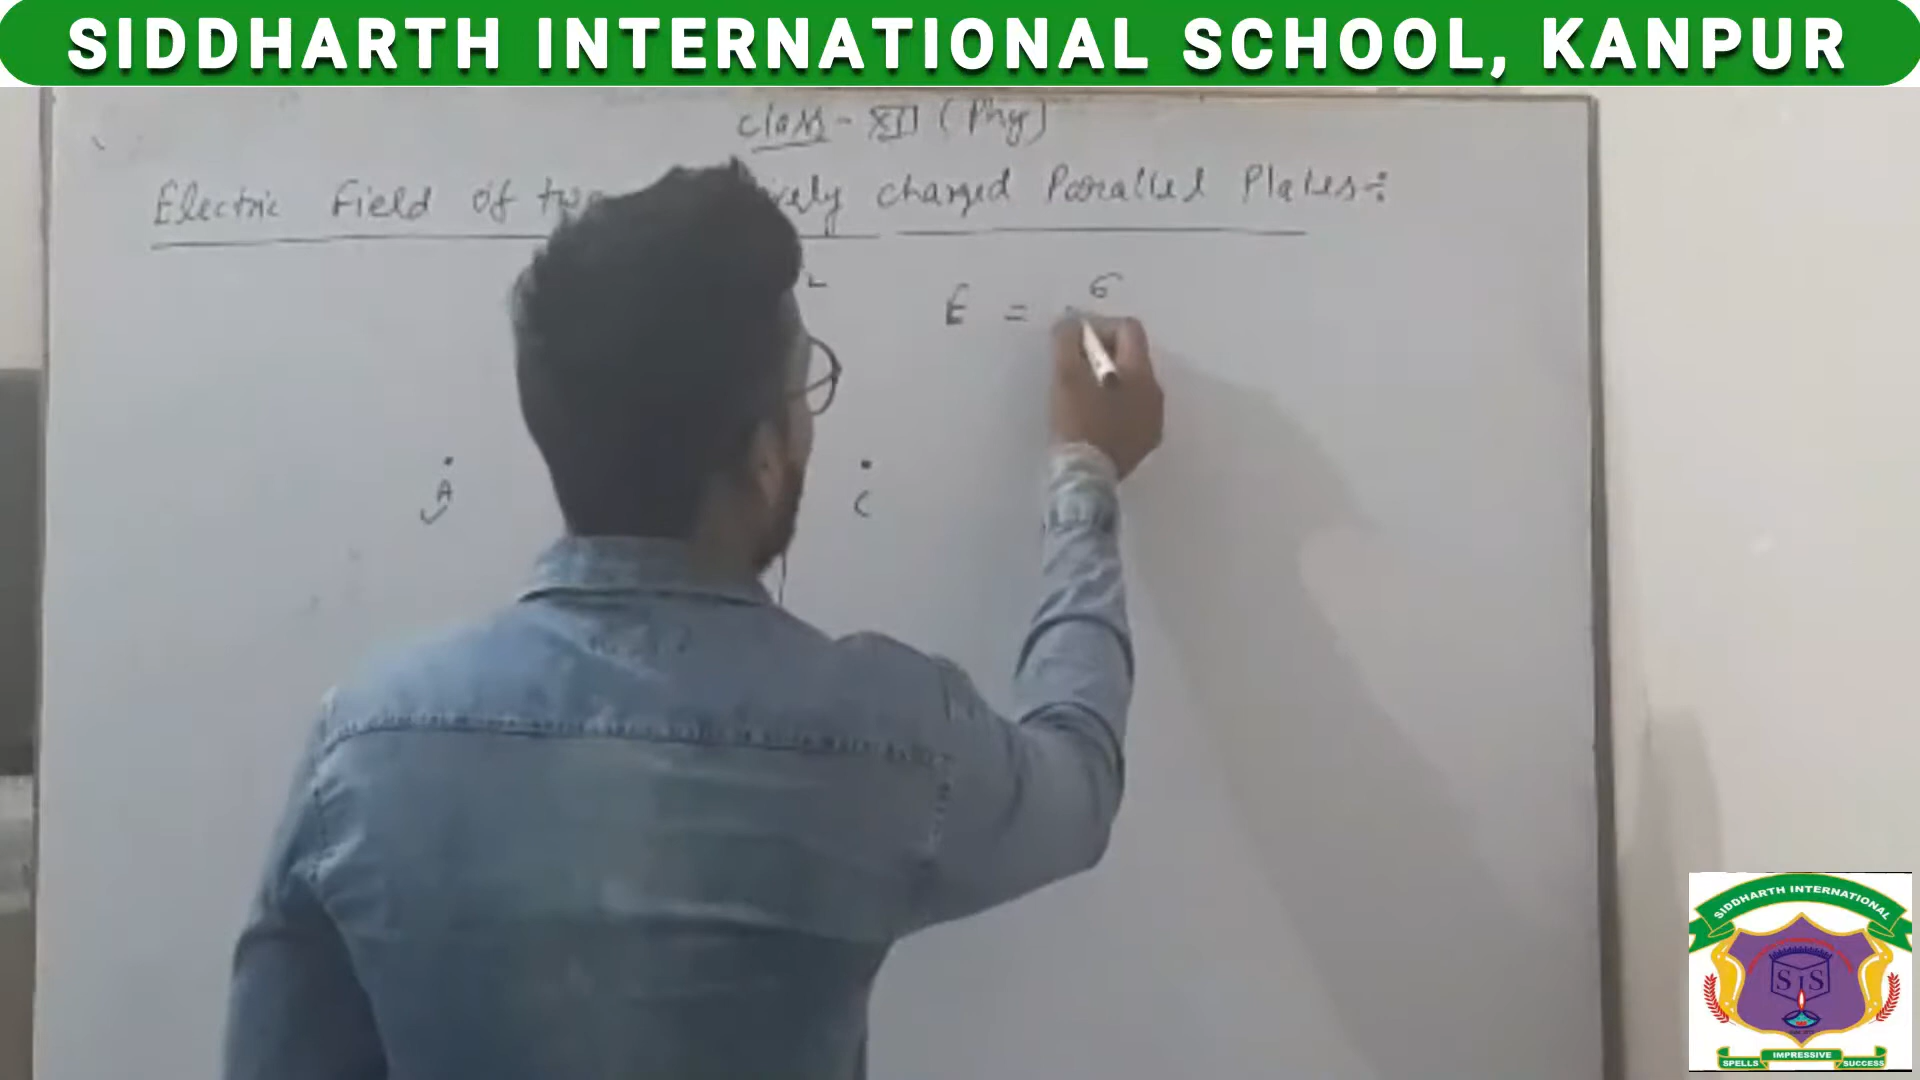 SIDDHARTH INTERNATIONAL SCHOOL, KANPUR
class - XII (Phy)
Electric Field of charged Parallel Plates:
2
E = σ
A
C
SIDDHARTH INTERNATIONAL
SIS
SPELLS IMPRESSIVE SUCCESS